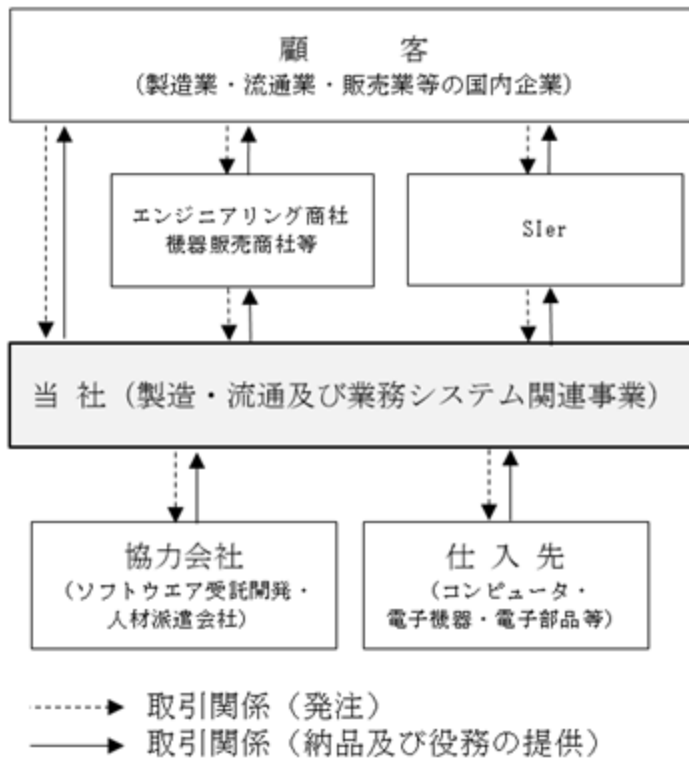 顧　客
(製造業・流通業・販売業等の国内企業)
エンジニアリング商社
機器販売商社等
SIer
当 社（製造・流通及び業務システム関連事業）
協力会社
(ソフトウエア受託開発・
人材派遣会社)
仕 入 先
(コンピュータ・
電子機器・電子部品等)
取引関係（発注）
取引関係（納品及び役務の提供）